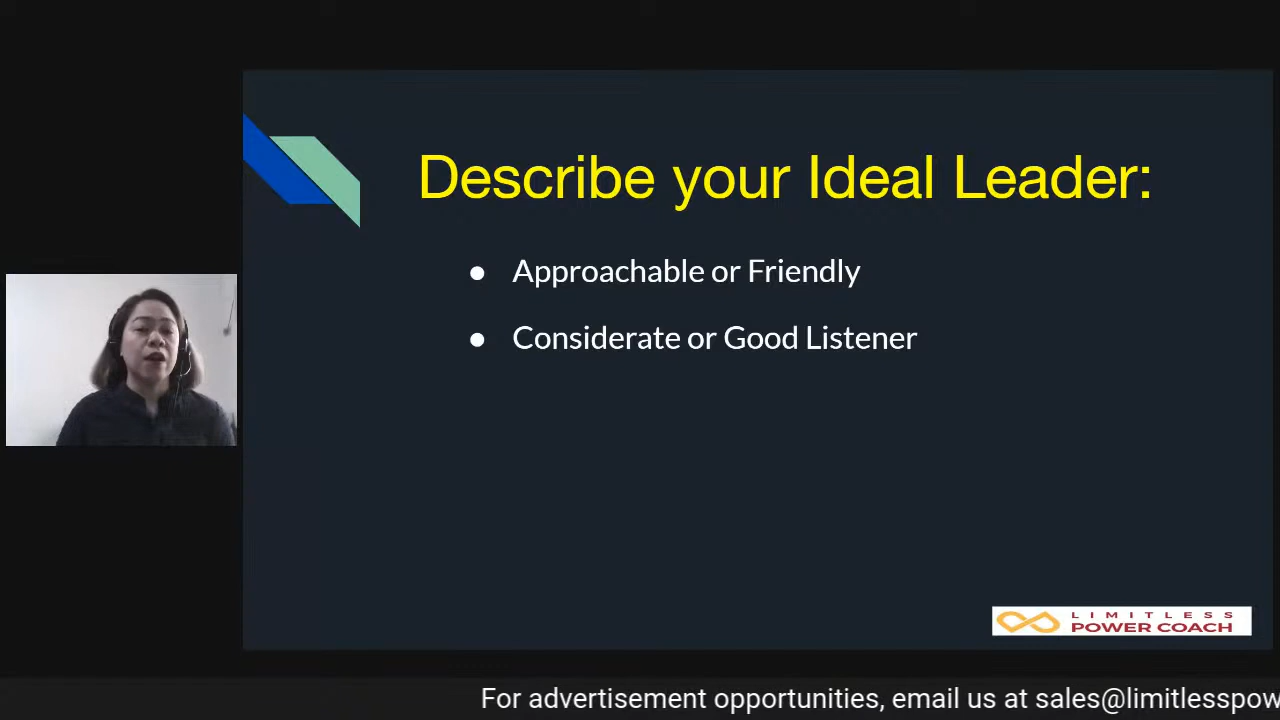 Describe your Ideal Leader:
● Approachable or Friendly
● Considerate or Good Listener
LIMITLESS
POWER COACH
For advertisement opportunities, email us at sales@limitlesspow